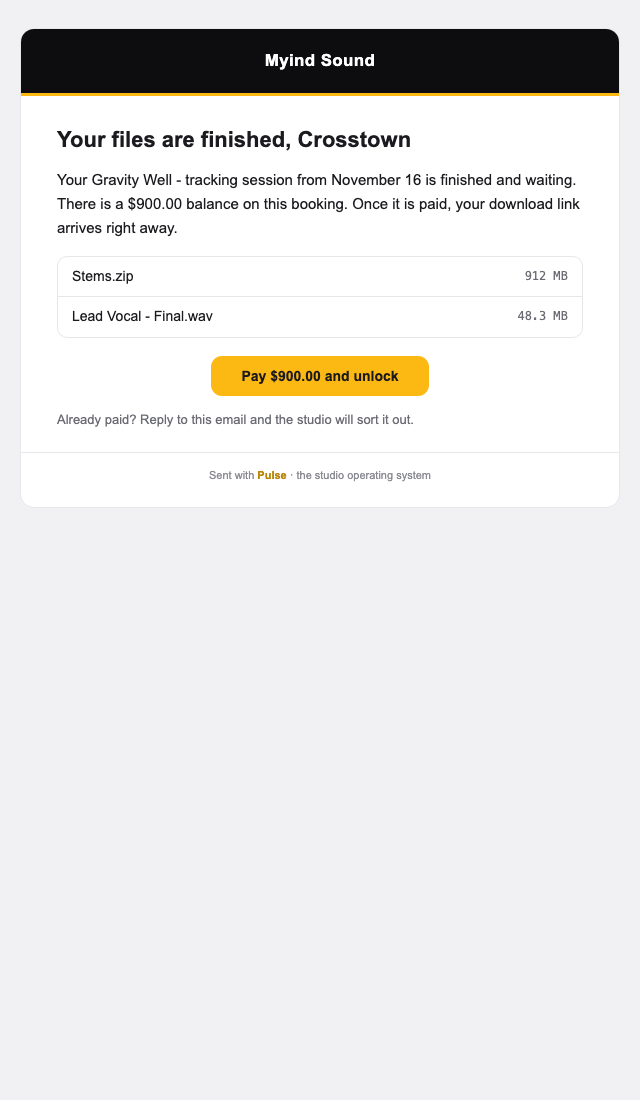 Myind Sound
Your files are finished, Crosstown
Your Gravity Well - tracking session from November 16 is finished and waiting.
There is a $900.00 balance on this booking. Once it is paid, your download link
arrives right away.
Stems.zip 912 MB
Lead Vocal - Final.wav 48.3 MB
Pay $900.00 and unlock
Already paid? Reply to this email and the studio will sort it out.
Sent with Pulse · the studio operating system